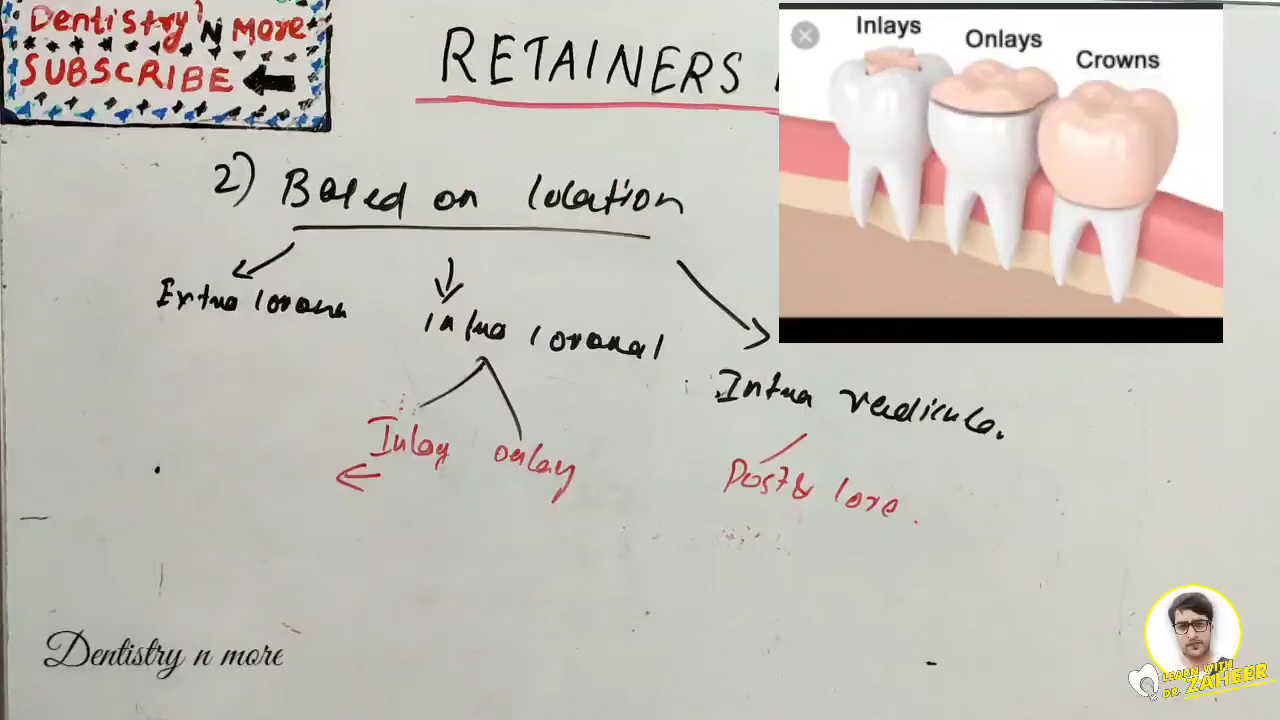 Dentistry'N more
SUBSCRIBE
RETAINERS
Inlays
Onlays
Crowns
2) Based on location
Extra coronal
Intra coronal
Intra radicular
Inlay onlay
Post & core.
Dentistry n more
LEARN WITH
DR. ZAHEER